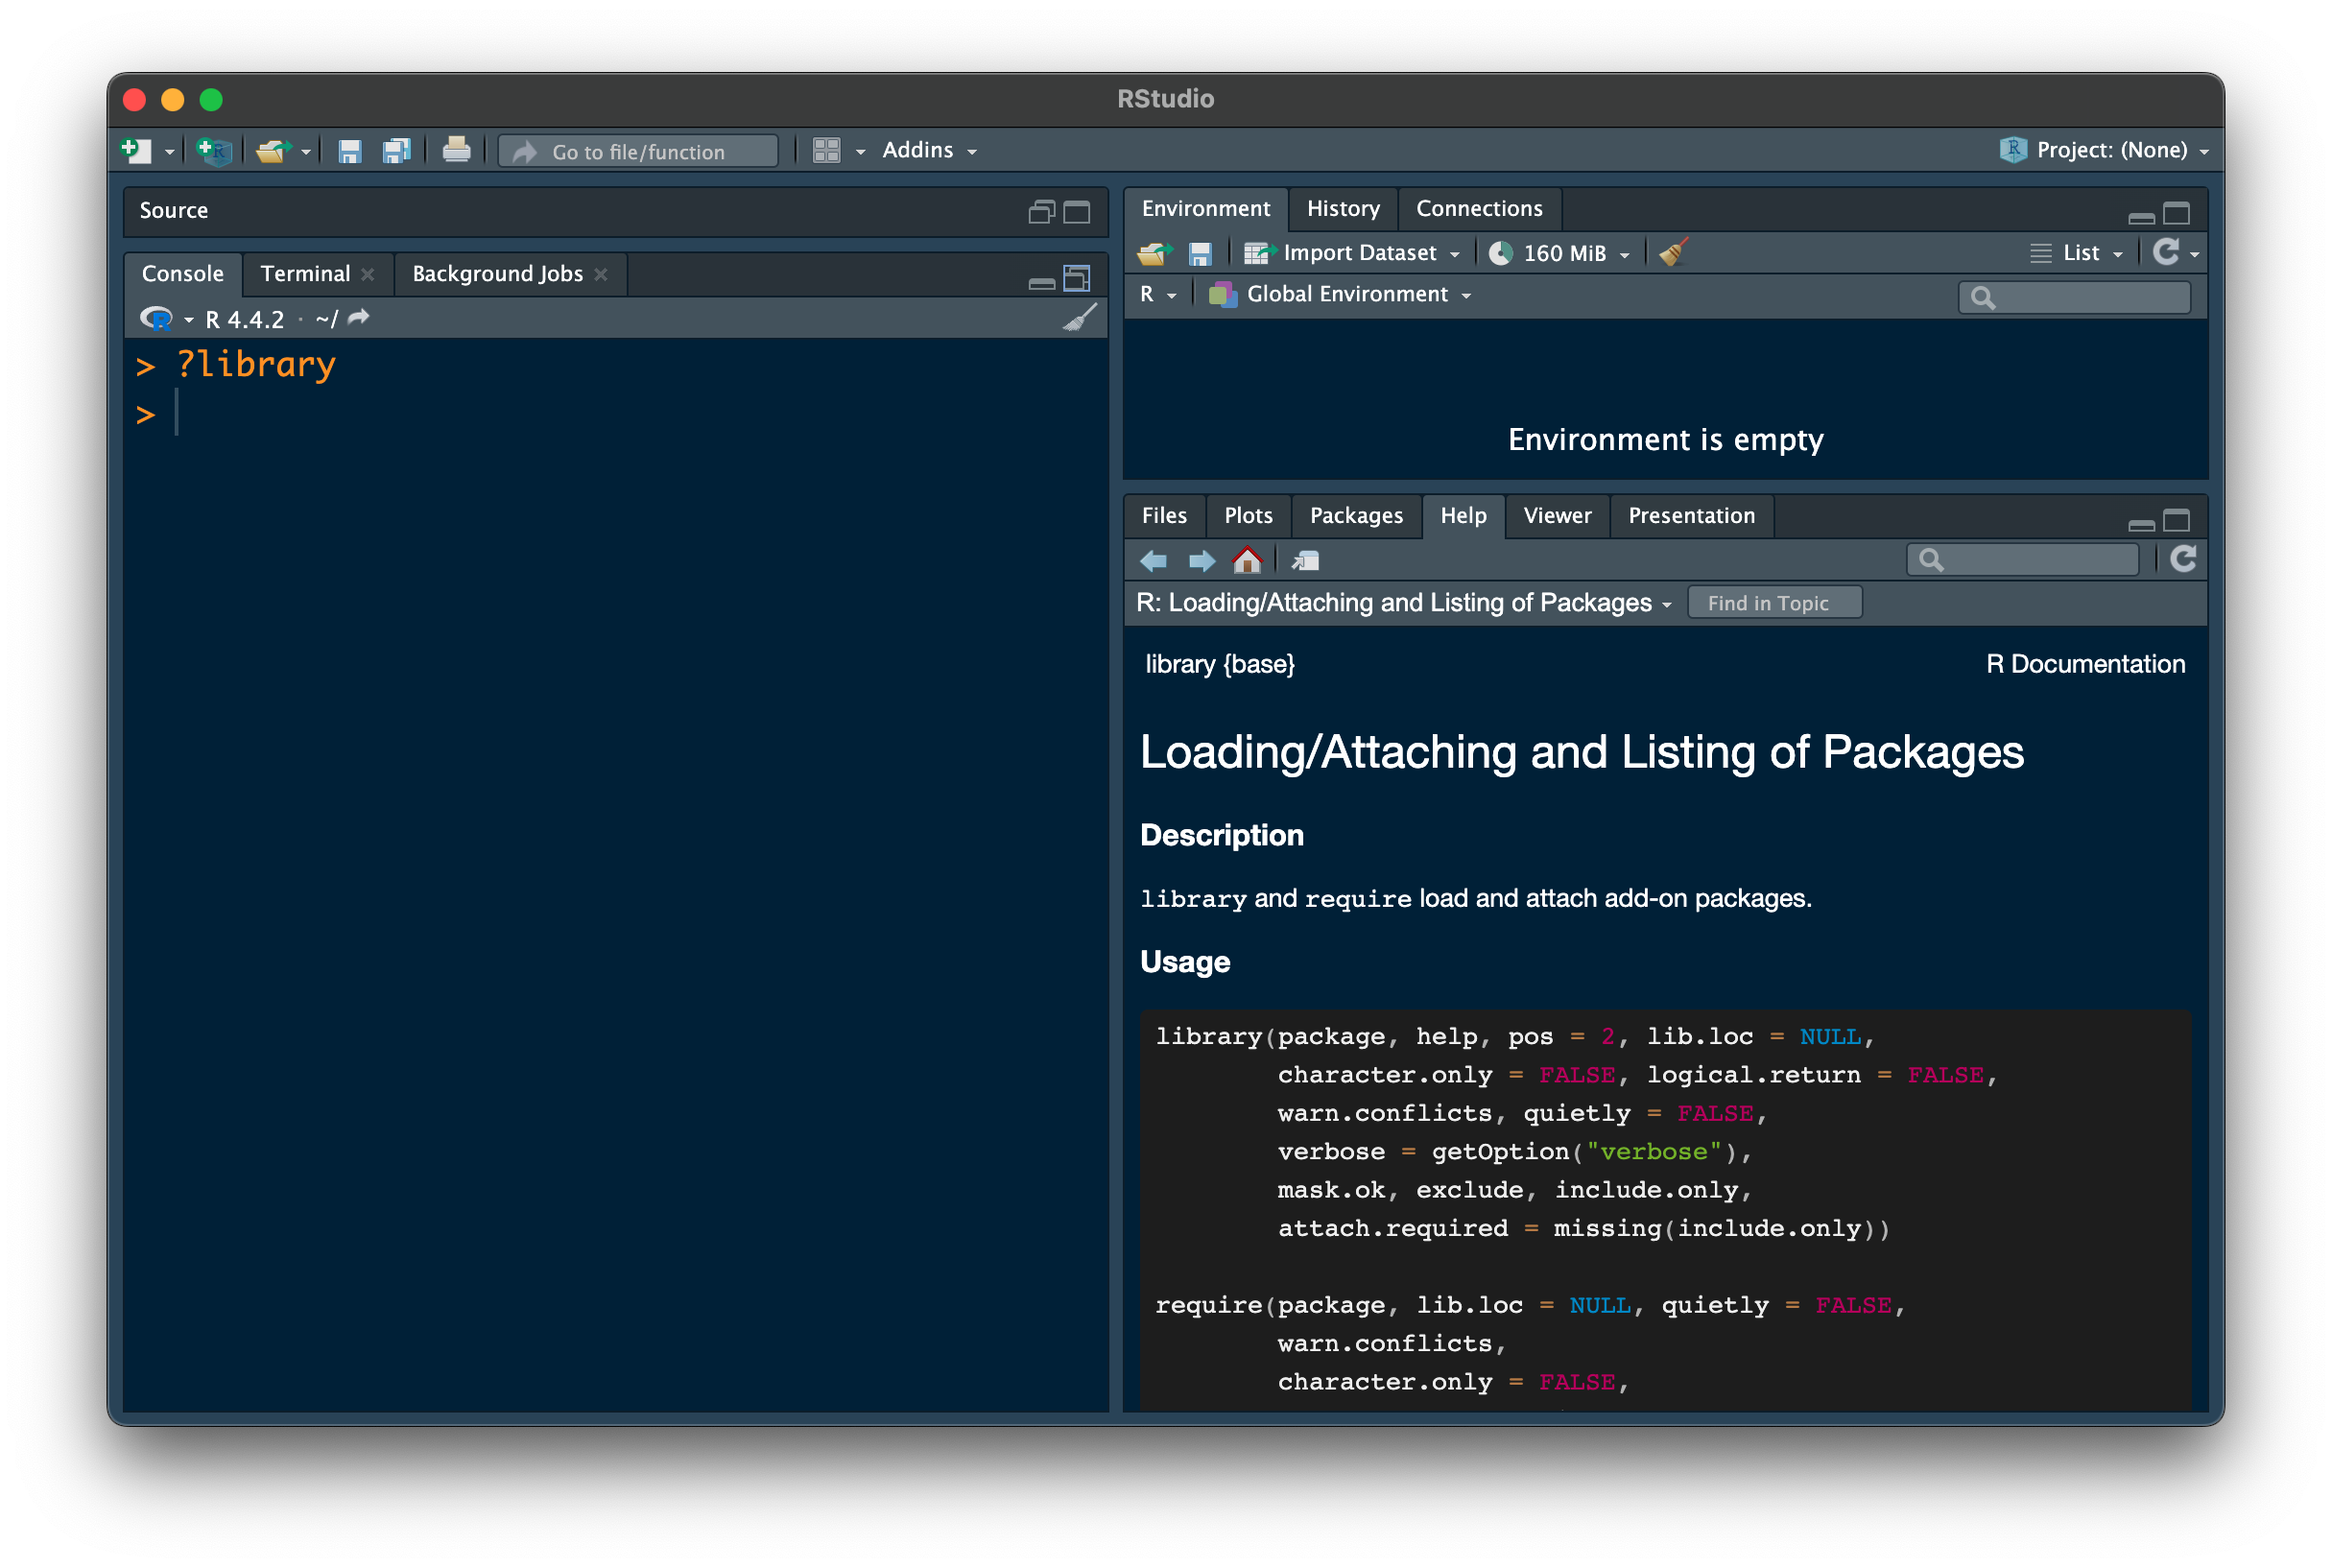 RStudio
Go to file/function
Addins
Project: (None)
Source
Console Terminal Background Jobs
R 4.4.2 · ~/
> ?library
>
Environment History Connections
Import Dataset 160 MiB List
R Global Environment
Environment is empty
Files Plots Packages Help Viewer Presentation
R: Loading/Attaching and Listing of Packages Find in Topic
library {base} R Documentation
Loading/Attaching and Listing of Packages
Description
library and require load and attach add-on packages.
Usage
library(package, help, pos = 2, lib.loc = NULL,
        character.only = FALSE, logical.return = FALSE,
        warn.conflicts, quietly = FALSE,
        verbose = getOption("verbose"),
        mask.ok, exclude, include.only,
        attach.required = missing(include.only))
require(package, lib.loc = NULL, quietly = FALSE,
        warn.conflicts,
        character.only = FALSE,